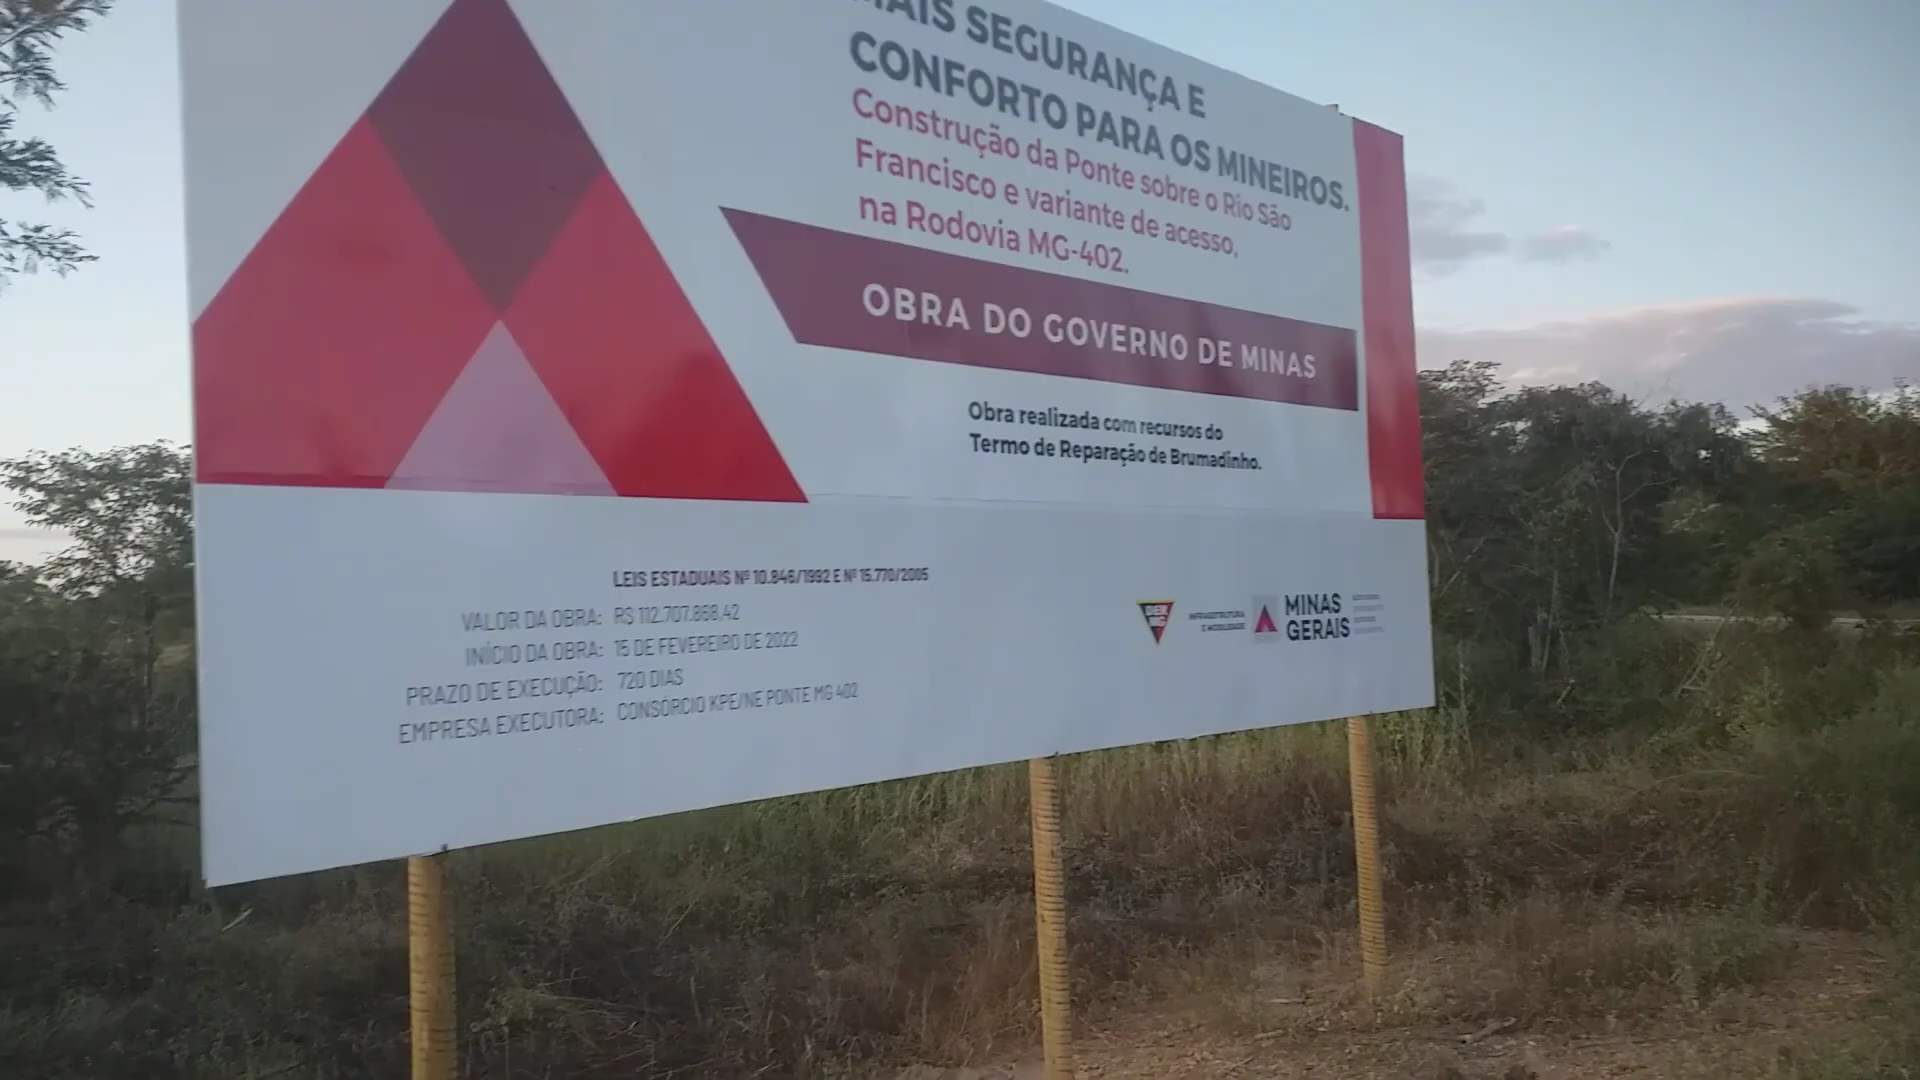 MAIS SEGURANÇA E
CONFORTO PARA OS MINEIROS.
Construção da Ponte sobre o Rio São
Francisco e variante de acesso,
na Rodovia MG-402.
OBRA DO GOVERNO DE MINAS
Obra realizada com recursos do
Termo de Reparação de Brumadinho.
LEIS ESTADUAIS Nº 10.846/1992 E Nº 15.770/2005
VALOR DA OBRA: R$ 112.707.868,42
INÍCIO DA OBRA: 15 DE FEVEREIRO DE 2022
PRAZO DE EXECUÇÃO: 720 DIAS
EMPRESA EXECUTORA: CONSÓRCIO KPE/NE PONTE MG 402
DER
MG
INFRAESTRUTURA
E MOBILIDADE
MINAS
GERAIS